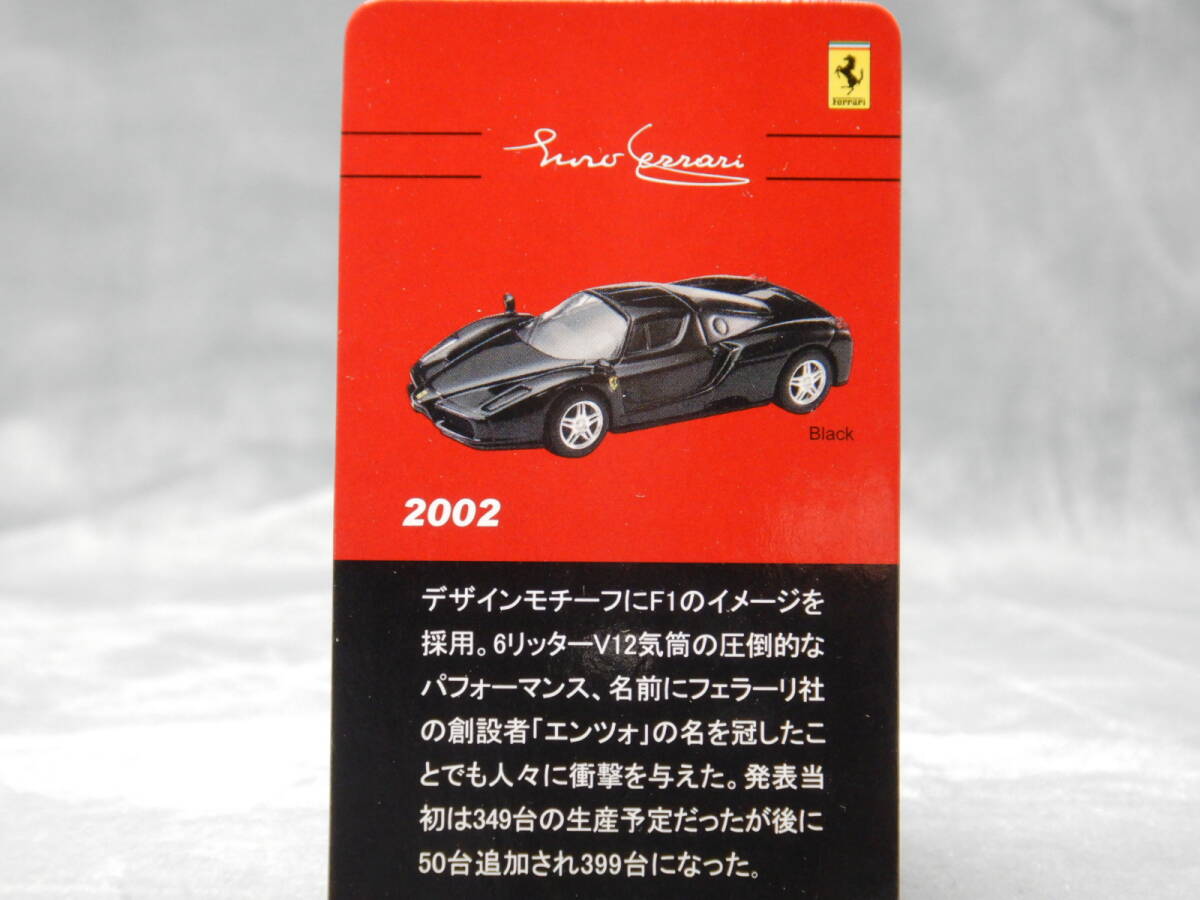 Ferrari
Enzo Ferrari
Black
2002
デザインモチーフにF1のイメージを
採用。6リッターV12気筒の圧倒的な
パフォーマンス、名前にフェラーリ社
の創設者「エンツォ」の名を冠したこ
とでも人々に衝撃を与えた。発表当
初は349台の生産予定だったが後に
50台追加され399台になった。